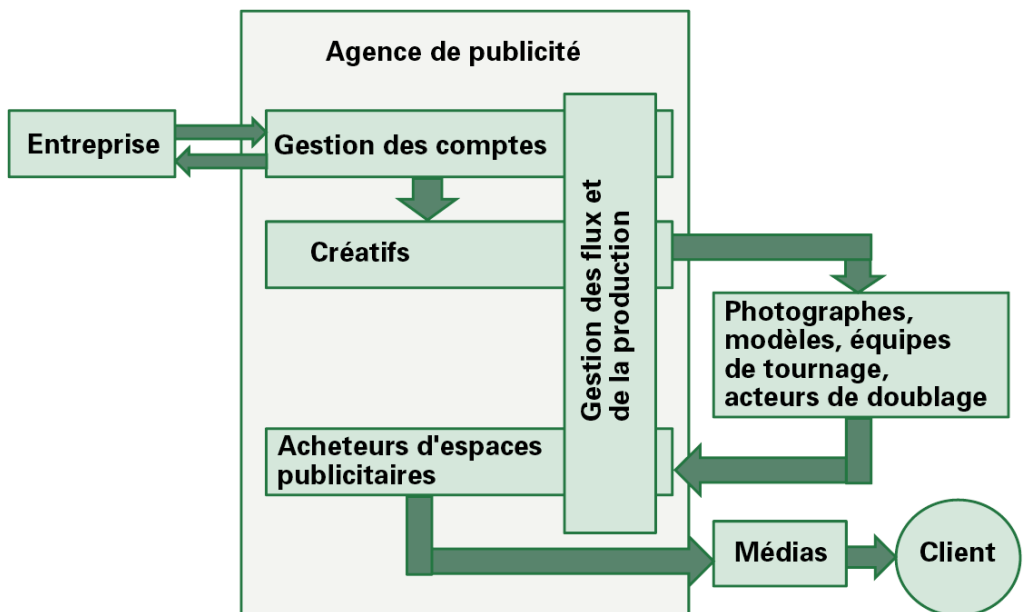 Agence de publicité
Entreprise
Gestion des comptes
Créatifs
Gestion des flux et
de la production
Photographes,
modèles, équipes
de tournage,
acteurs de doublage
Acheteurs d'espaces
publicitaires
Médias
Client